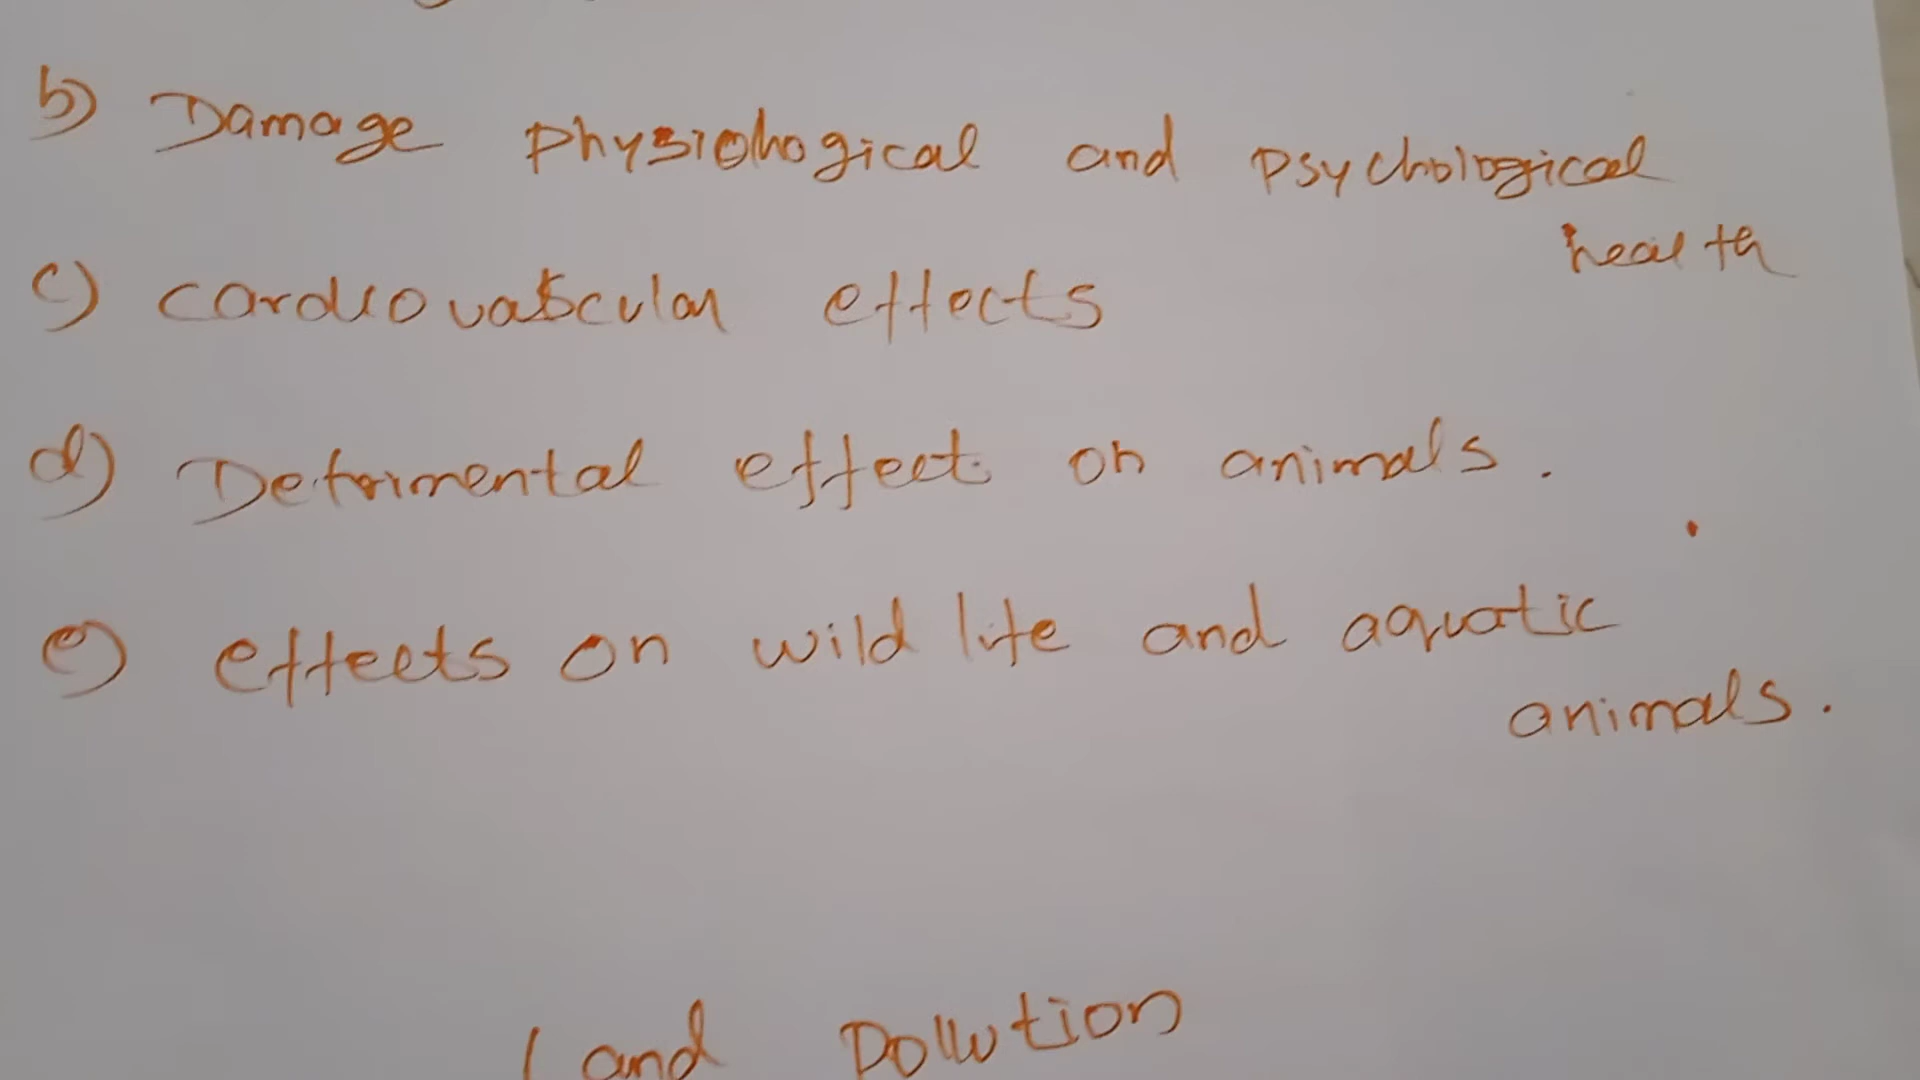 b) Damage physiological and psychological
health
c) cardiovascular effects
d) Detrimental effect on animals.
e) effects on wild life and aquatic
animals.
Land Pollution